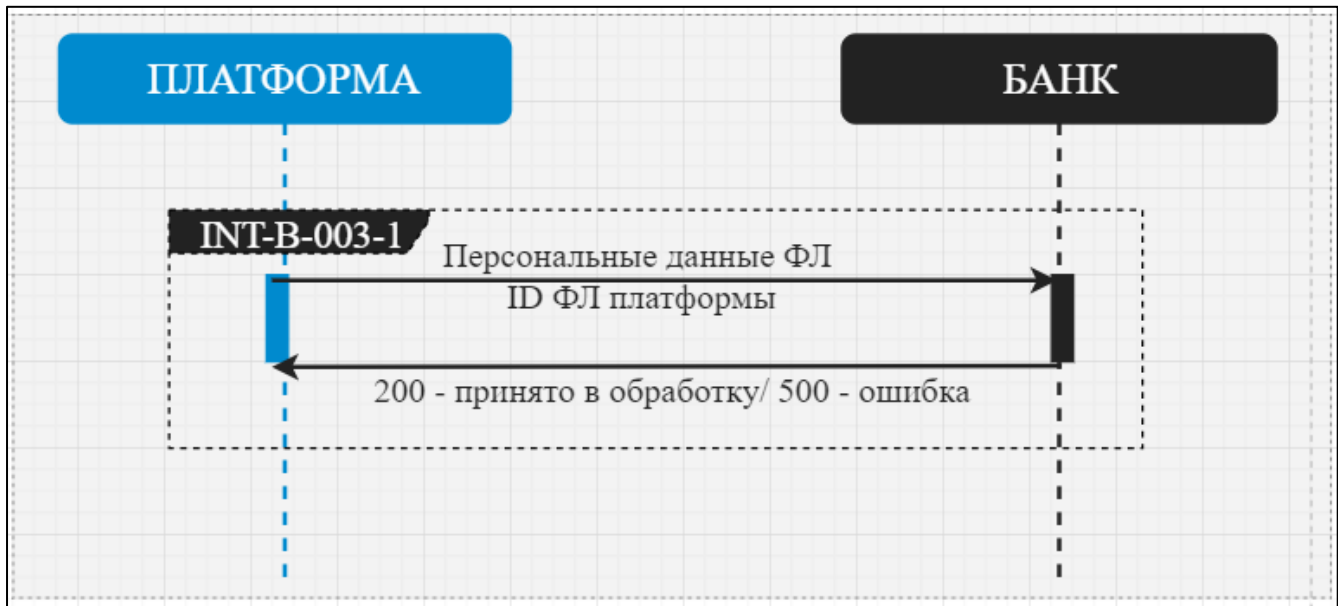 ПЛАТФОРМА
БАНК
INT-B-003-1
Персональные данные ФЛ
ID ФЛ платформы
200 - принято в обработку/ 500 - ошибка